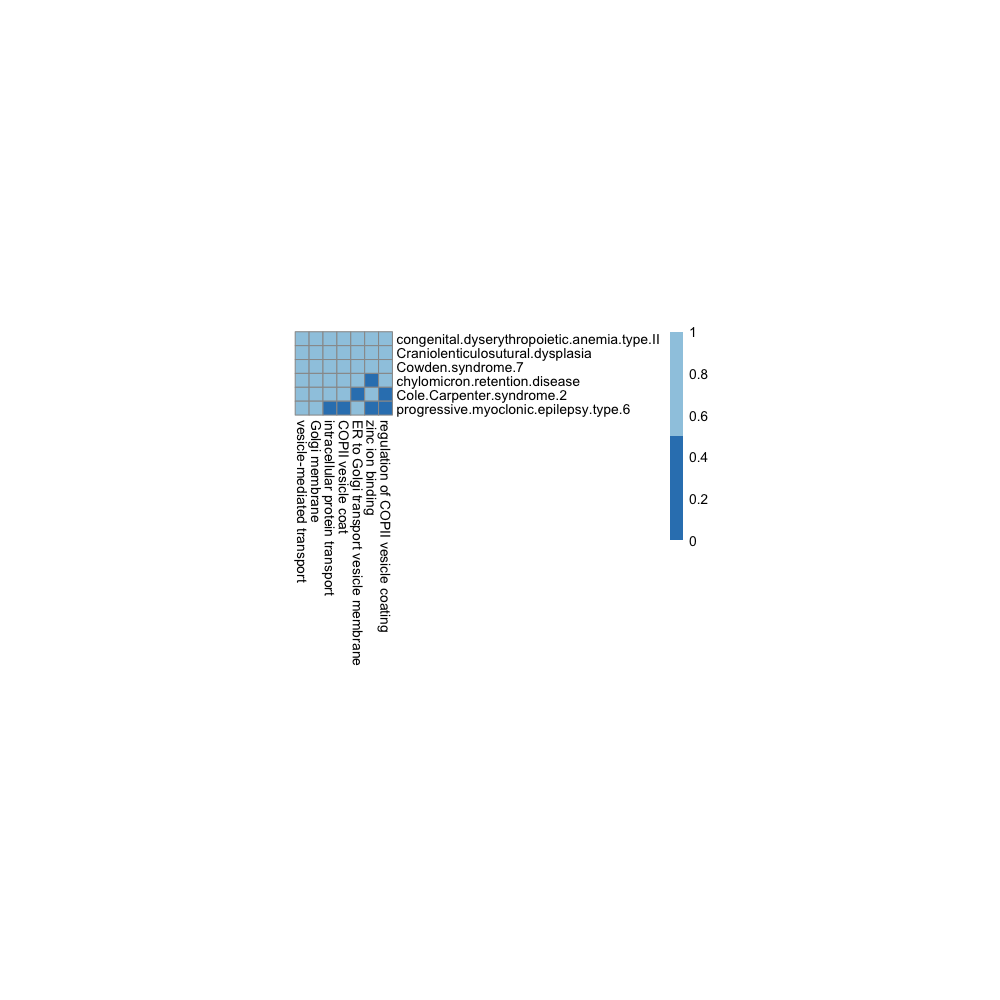 congenital.dyserythropoietic.anemia.type.II
Craniolenticulosutural.dysplasia
Cowden.syndrome.7
chylomicron.retention.disease
Cole.Carpenter.syndrome.2
progressive.myoclonic.epilepsy.type.6
vesicle-mediated transport
Golgi membrane
intracellular protein transport
COPII vesicle coat
ER to Golgi transport vesicle membrane
zinc ion binding
regulation of COPII vesicle coating
1
0.8
0.6
0.4
0.2
0